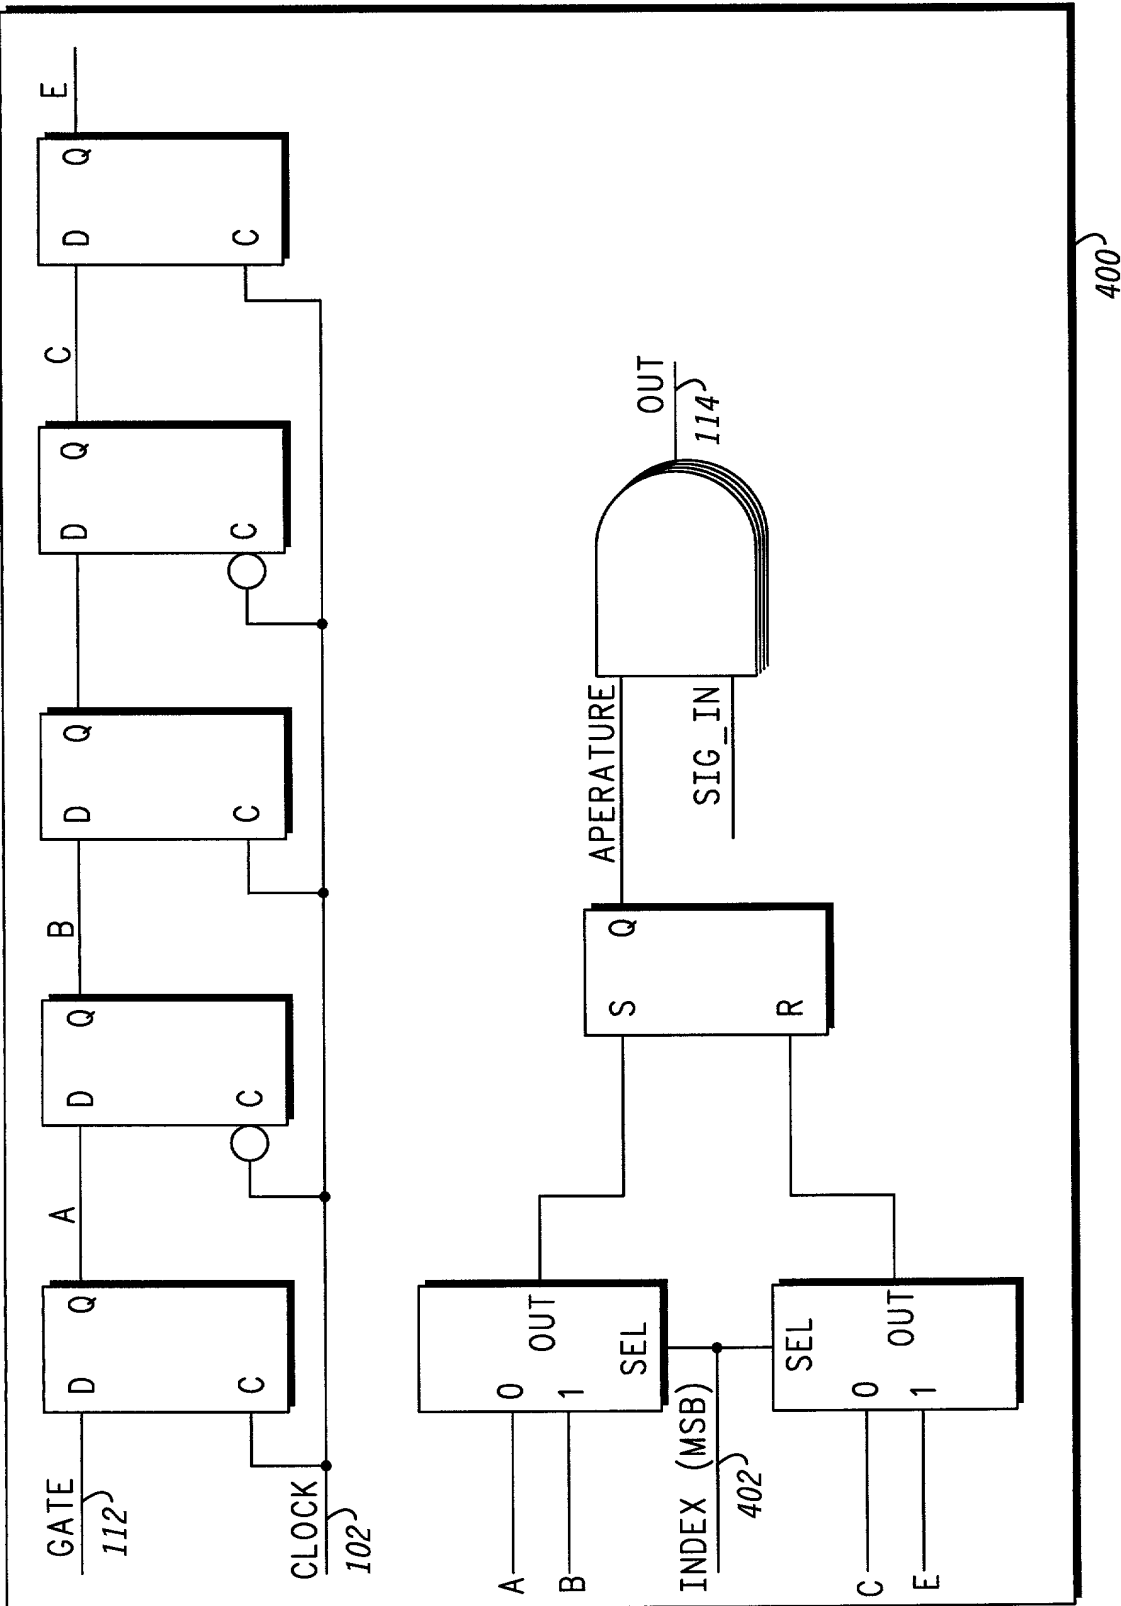 GATE
112
D Q
C
A
D Q
C
B
D Q
C
D Q
C
C
D Q
C
E
CLOCK
102
A
B
0
1
OUT
SEL
INDEX (MSB)
402
C
E
SEL
0
1
OUT
S Q
R
APERATURE
SIG_IN
OUT
114
400